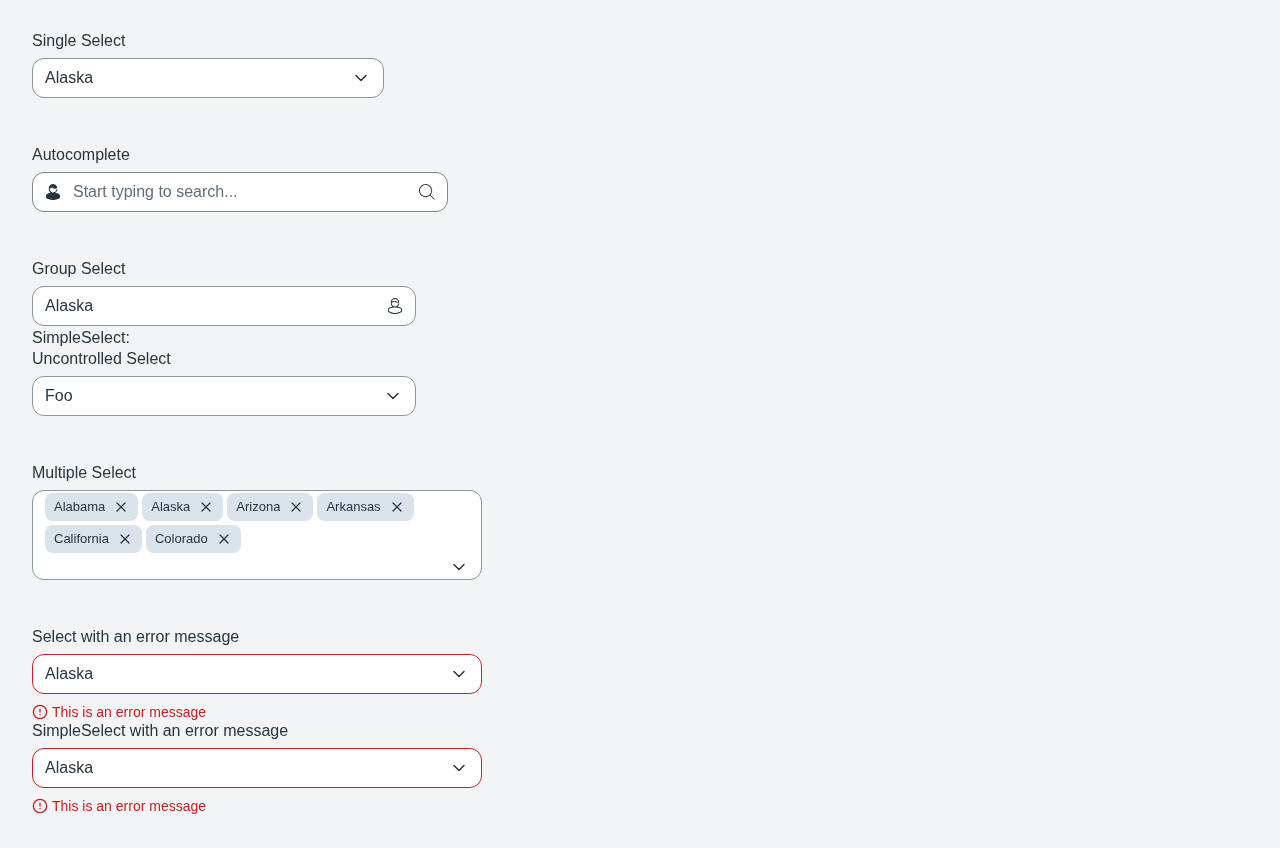 Single Select
Alaska
Autocomplete
Start typing to search...
Group Select
Alaska
SimpleSelect:
Uncontrolled Select
Foo
Multiple Select
Alabama Alaska Arizona Arkansas
California Colorado
Select with an error message
Alaska
This is an error message
SimpleSelect with an error message
Alaska
This is an error message